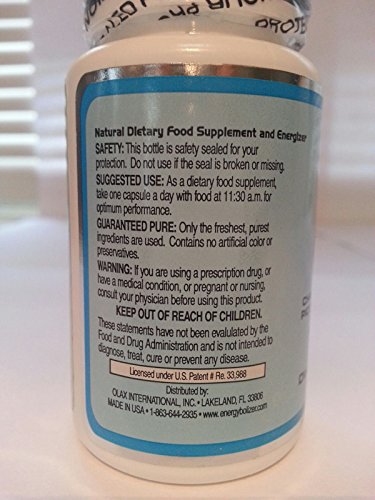 Natural Dietary Food Supplement and Energizer
SAFETY: This bottle is safety sealed for your
protection. Do not use if the seal is broken or missing.
SUGGESTED USE: As a dietary food supplement,
take one capsule a day with food at 11:30 a.m. for
optimum performance.
GUARANTEED PURE: Only the freshest, purest
ingredients are used. Contains no artificial color or
preservatives.
WARNING: If you are using a prescription drug, or
have a medical condition, or pregnant or nursing,
consult your physician before using this product.
KEEP OUT OF REACH OF CHILDREN.
These statements have not been evaluated by the
Food and Drug Administration and is not intended to
diagnose, treat, cure or prevent any disease.
Licensed under U.S. Patent # Re. 33,988
Distributed by:
OLAX INTERNATIONAL, INC. • LAKELAND, FL 33806
MADE IN USA • 1-863-644-2935 • www.energybolizer.com